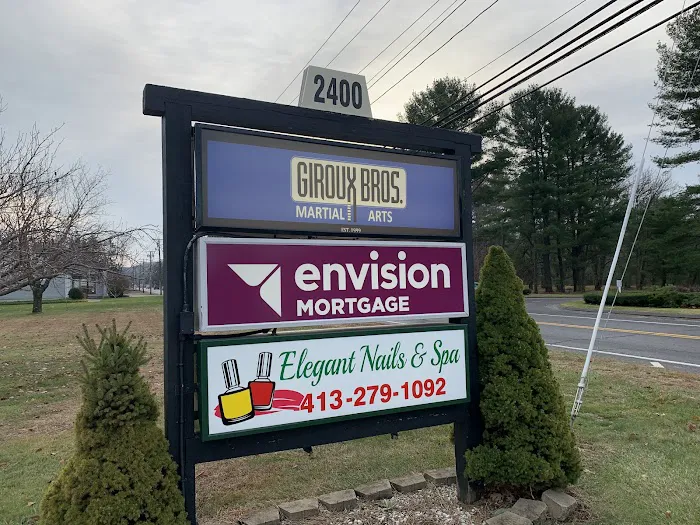 2400
GIROUX BROS.
MARTIAL ARTS
EST. 1999
envision
MORTGAGE
Elegant Nails & Spa
413-279-1092